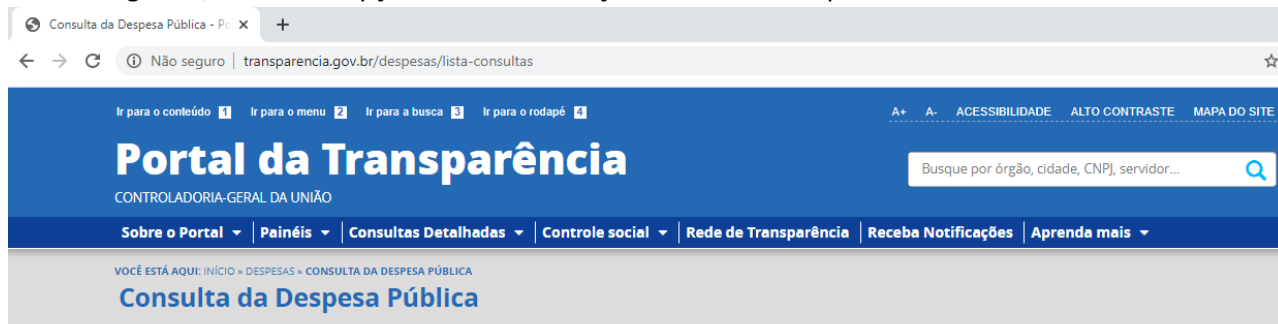 Consulta da Despesa Pública - Po
Não seguro | transparencia.gov.br/despesas/lista-consultas
Ir para o conteúdo 1 Ir para o menu 2 Ir para a busca 3 Ir para o rodapé 4 A+ A- ACESSIBILIDADE ALTO CONTRASTE MAPA DO SITE
Portal da Transparência
Busque por órgão, cidade, CNPJ, servidor...
CONTROLADORIA-GERAL DA UNIÃO
Sobre o Portal Painéis Consultas Detalhadas Controle social Rede de Transparência Receba Notificações Aprenda mais
VOCÊ ESTÁ AQUI: INÍCIO » DESPESAS » CONSULTA DA DESPESA PÚBLICA
Consulta da Despesa Pública